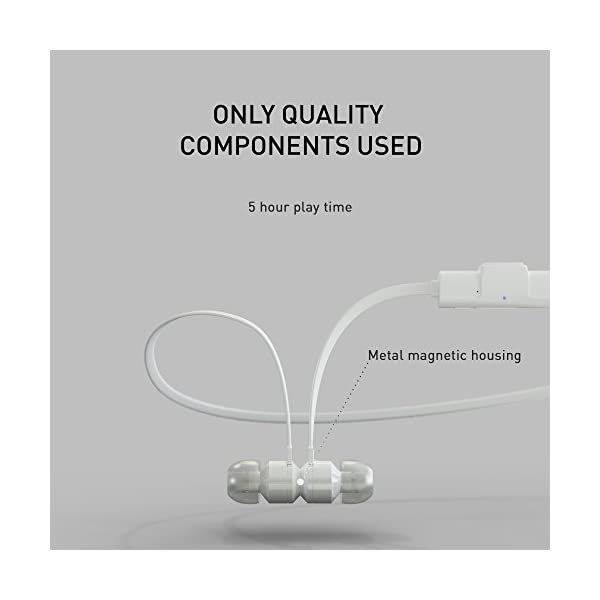 ONLY QUALITY
COMPONENTS USED
5 hour play time
Metal magnetic housing